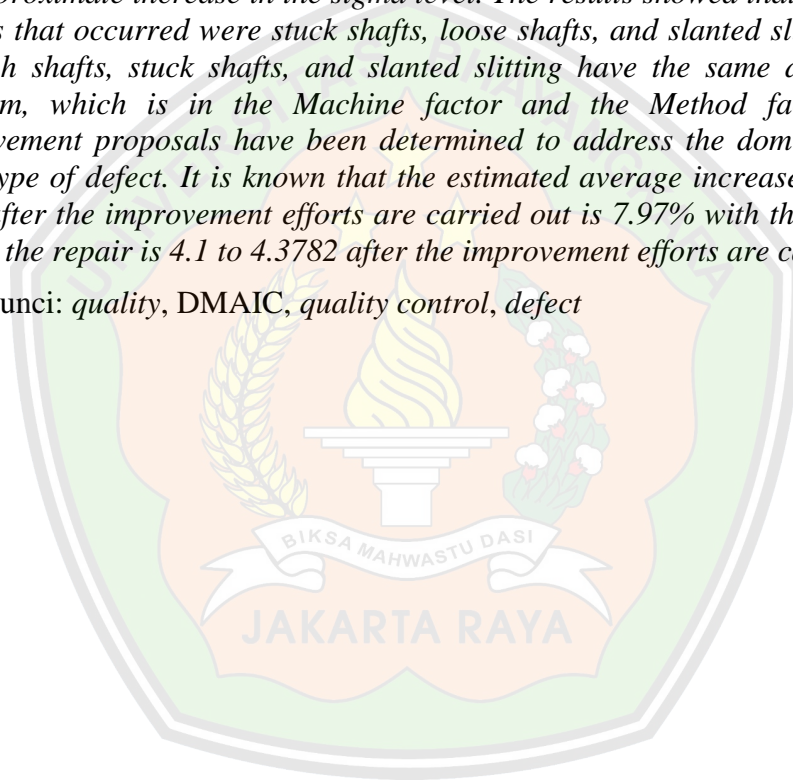 proximate increase in the sigma level. The results showed that
s that occurred were stuck shafts, loose shafts, and slanted sl
h shafts, stuck shafts, and slanted slitting have the same
m, which is in the Machine factor and the Method fa
vement proposals have been determined to address the dom
ype of defect. It is known that the estimated average increase
fter the improvement efforts are carried out is 7.97% with th
the repair is 4.1 to 4.3782 after the improvement efforts are c
unci: quality, DMAIC, quality control, defect
UNIVERSITAS BHAYANGKARA
BIKSA MAHWASTU DASI
JAKARTA RAYA